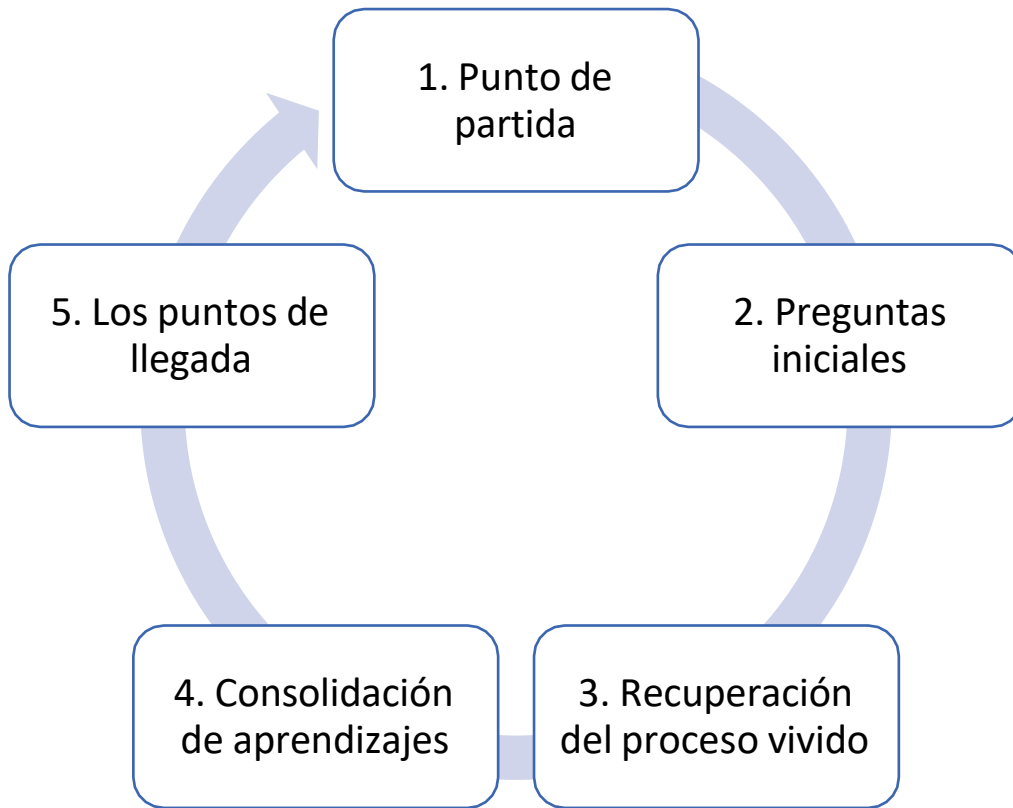 1. Punto de
partida
2. Preguntas
iniciales
3. Recuperación
del proceso vivido
4. Consolidación
de aprendizajes
5. Los puntos de
llegada